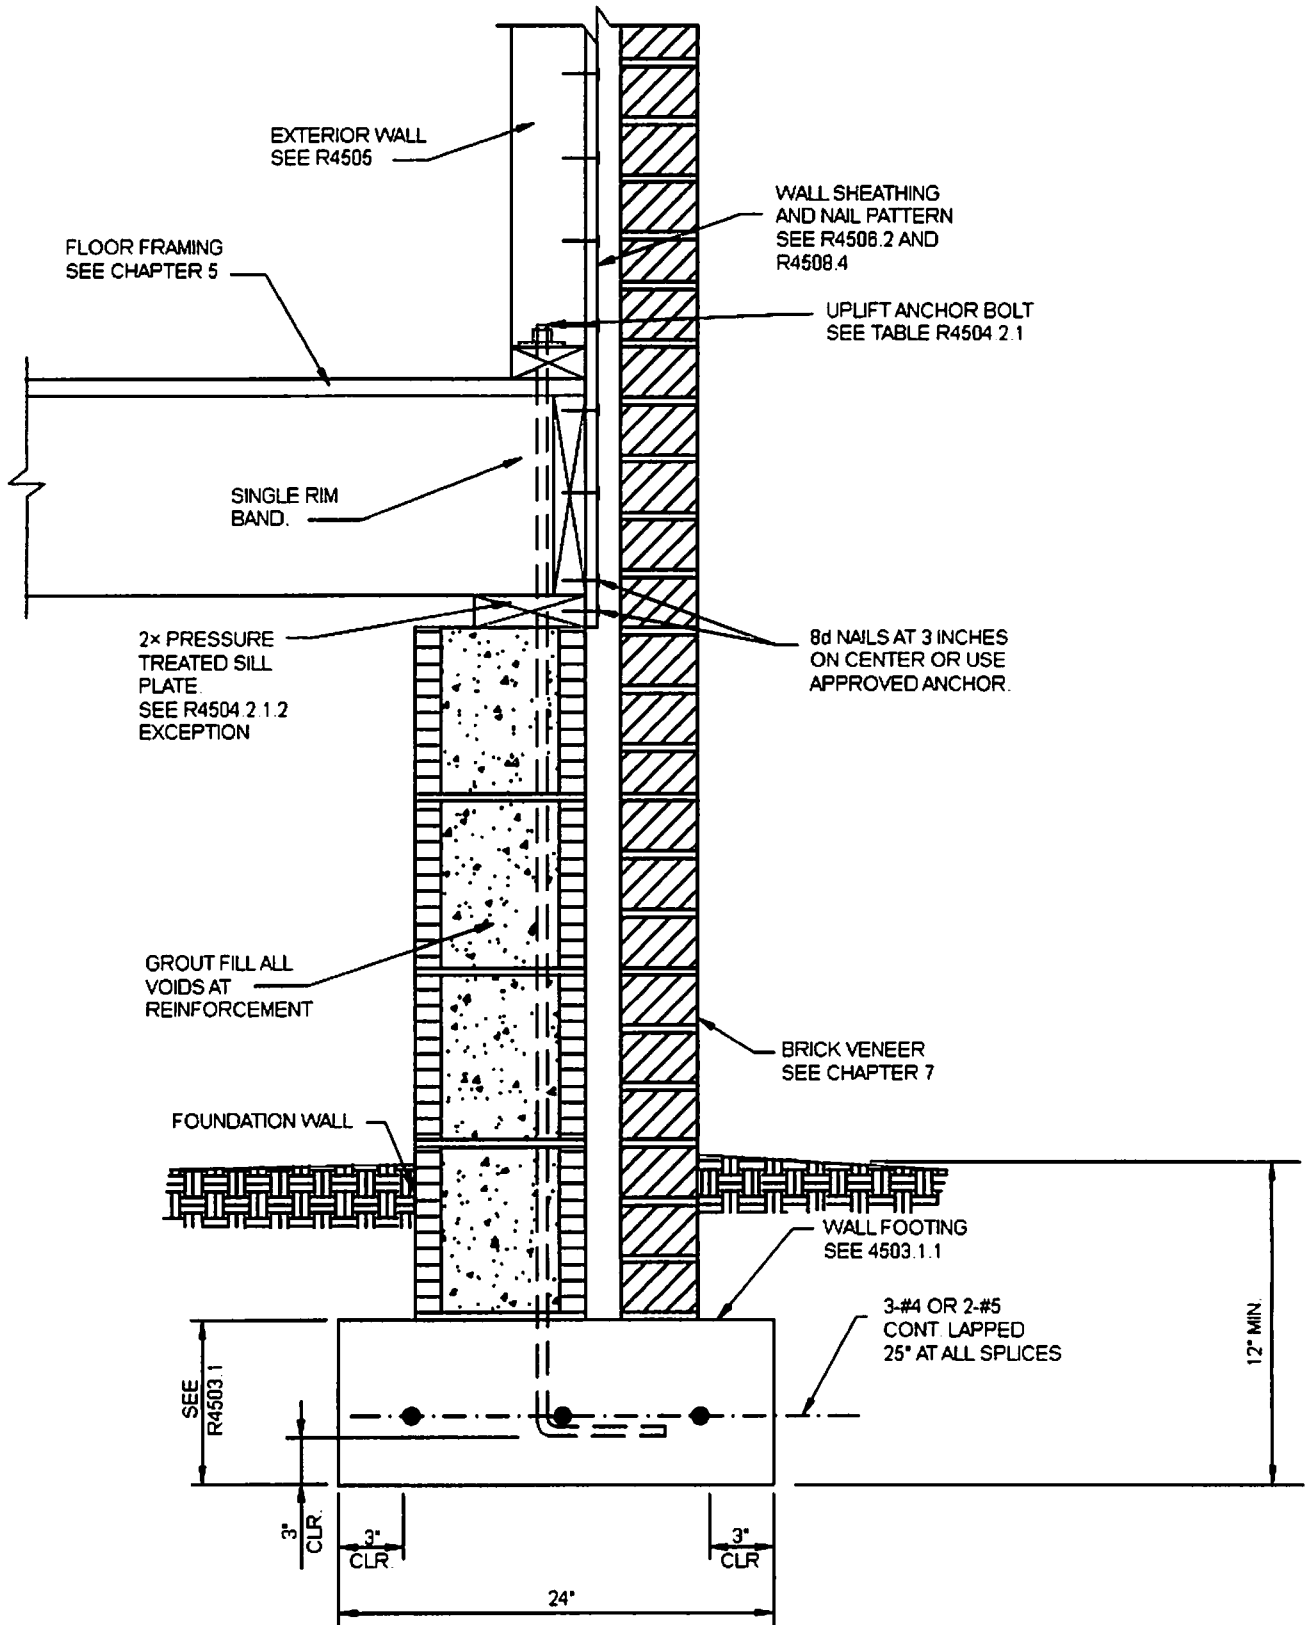 EXTERIOR WALL
SEE R4505
WALL SHEATHING
AND NAIL PATTERN
SEE R4506.2 AND
R4508.4
FLOOR FRAMING
SEE CHAPTER 5
UPLIFT ANCHOR BOLT
SEE TABLE R4504.2.1
SINGLE RIM
BAND.
2× PRESSURE
TREATED SILL
PLATE.
SEE R4504.2.1.2
EXCEPTION
8d NAILS AT 3 INCHES
ON CENTER OR USE
APPROVED ANCHOR.
GROUT FILL ALL
VOIDS AT
REINFORCEMENT
BRICK VENEER
SEE CHAPTER 7
FOUNDATION WALL
WALL FOOTING
SEE 4503.1.1
3-#4 OR 2-#5
CONT. LAPPED
25" AT ALL SPLICES
12" MIN.
SEE
R4503.1
3"
CLR.
3"
CLR.
3"
CLR
24"